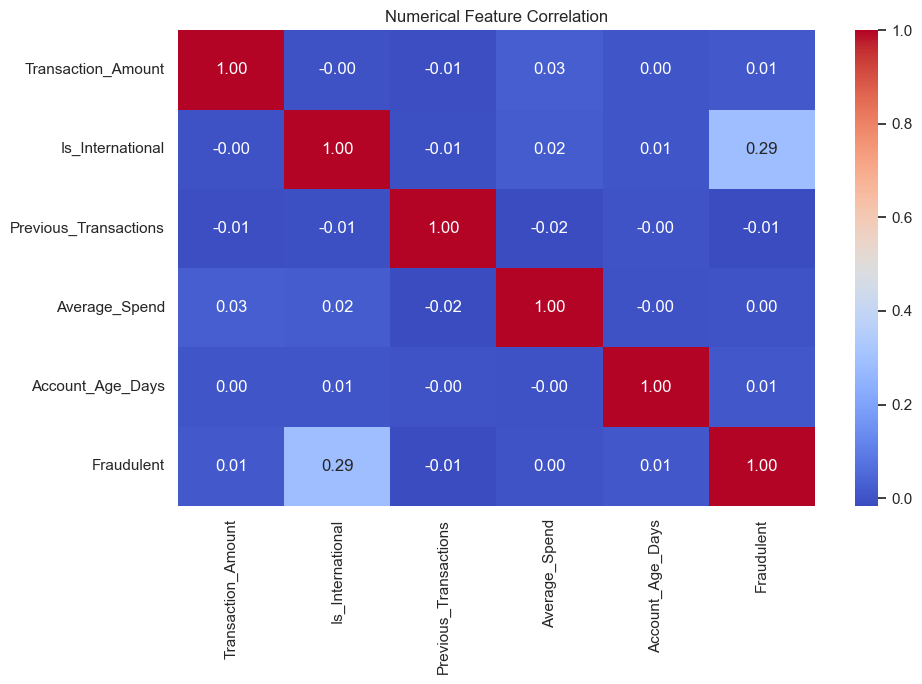 Numerical Feature Correlation
Transaction_Amount 1.00 -0.00 -0.01 0.03 0.00 0.01
Is_International -0.00 1.00 -0.01 0.02 0.01 0.29
Previous_Transactions -0.01 -0.01 1.00 -0.02 -0.00 -0.01
Average_Spend 0.03 0.02 -0.02 1.00 -0.00 0.00
Account_Age_Days 0.00 0.01 -0.00 -0.00 1.00 0.01
Fraudulent 0.01 0.29 -0.01 0.00 0.01 1.00
Transaction_Amount
Is_International
Previous_Transactions
Average_Spend
Account_Age_Days
Fraudulent
1.0
0.8
0.6
0.4
0.2
0.0